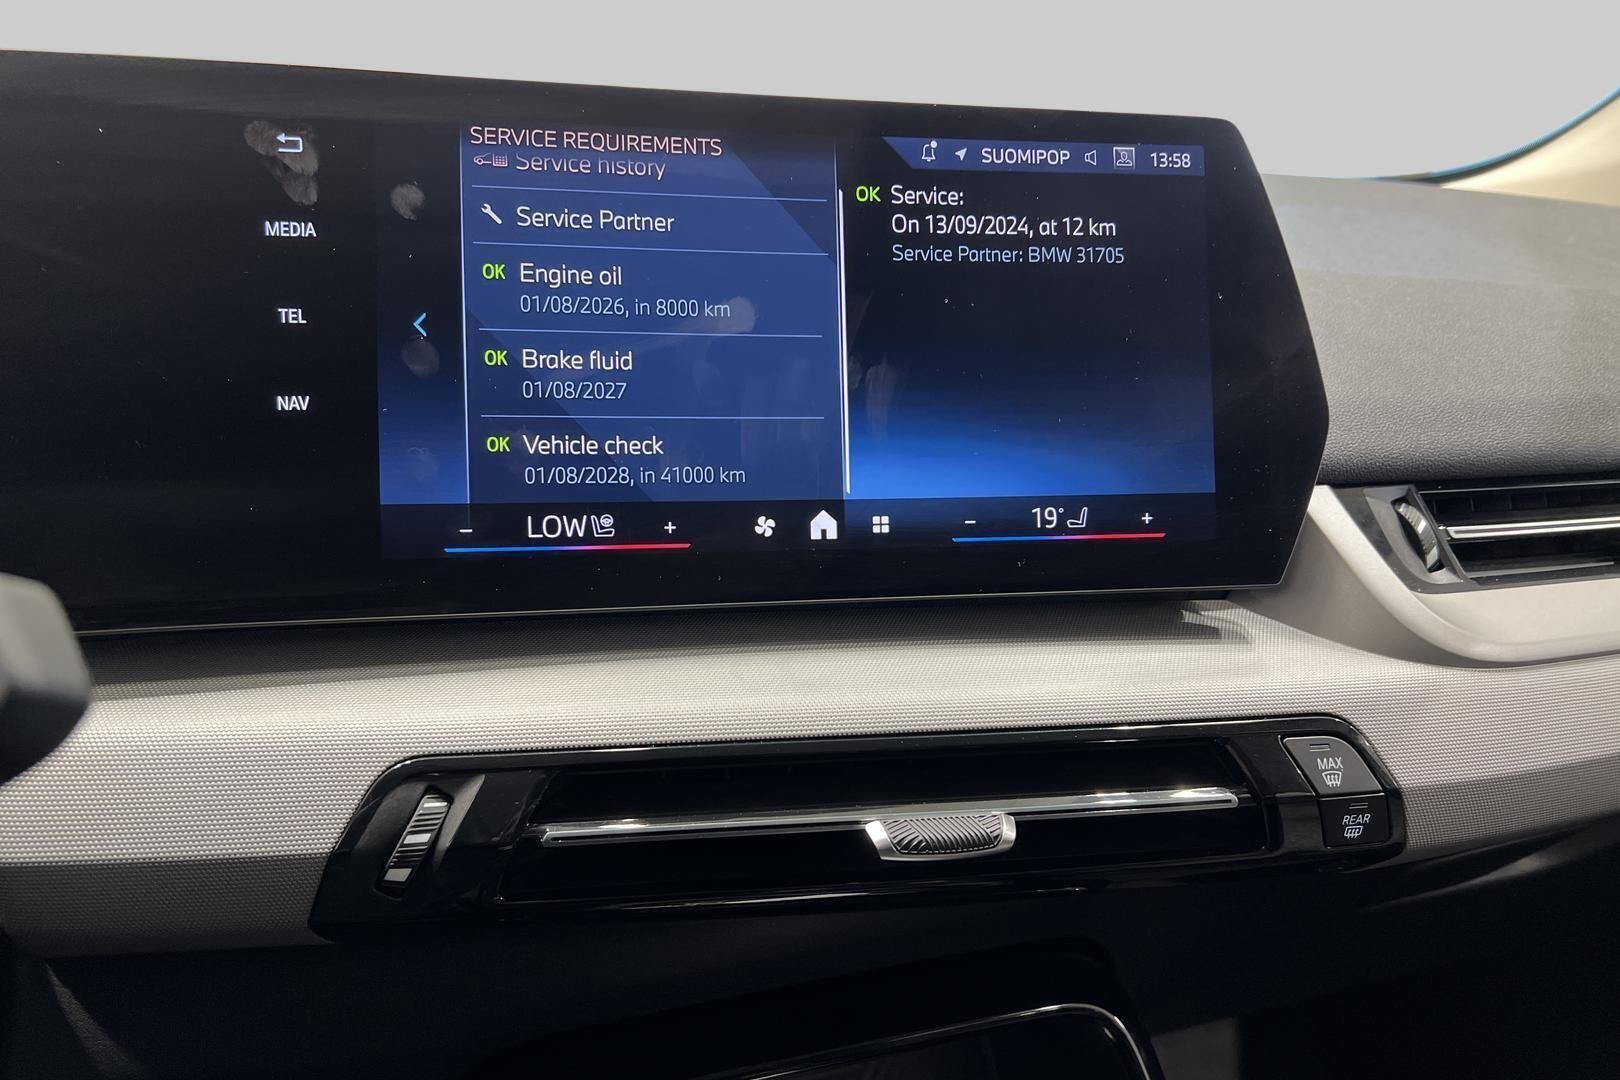 SERVICE REQUIREMENTS
Service history
Service Partner
OK Engine oil
01/08/2026, in 8000 km
OK Brake fluid
01/08/2027
OK Vehicle check
01/08/2028, in 41000 km
SUOMIPOP 13:58
OK Service:
On 13/09/2024, at 12 km
Service Partner: BMW 31705
MEDIA
TEL
NAV
- LOW +
- 19° +
MAX
REAR